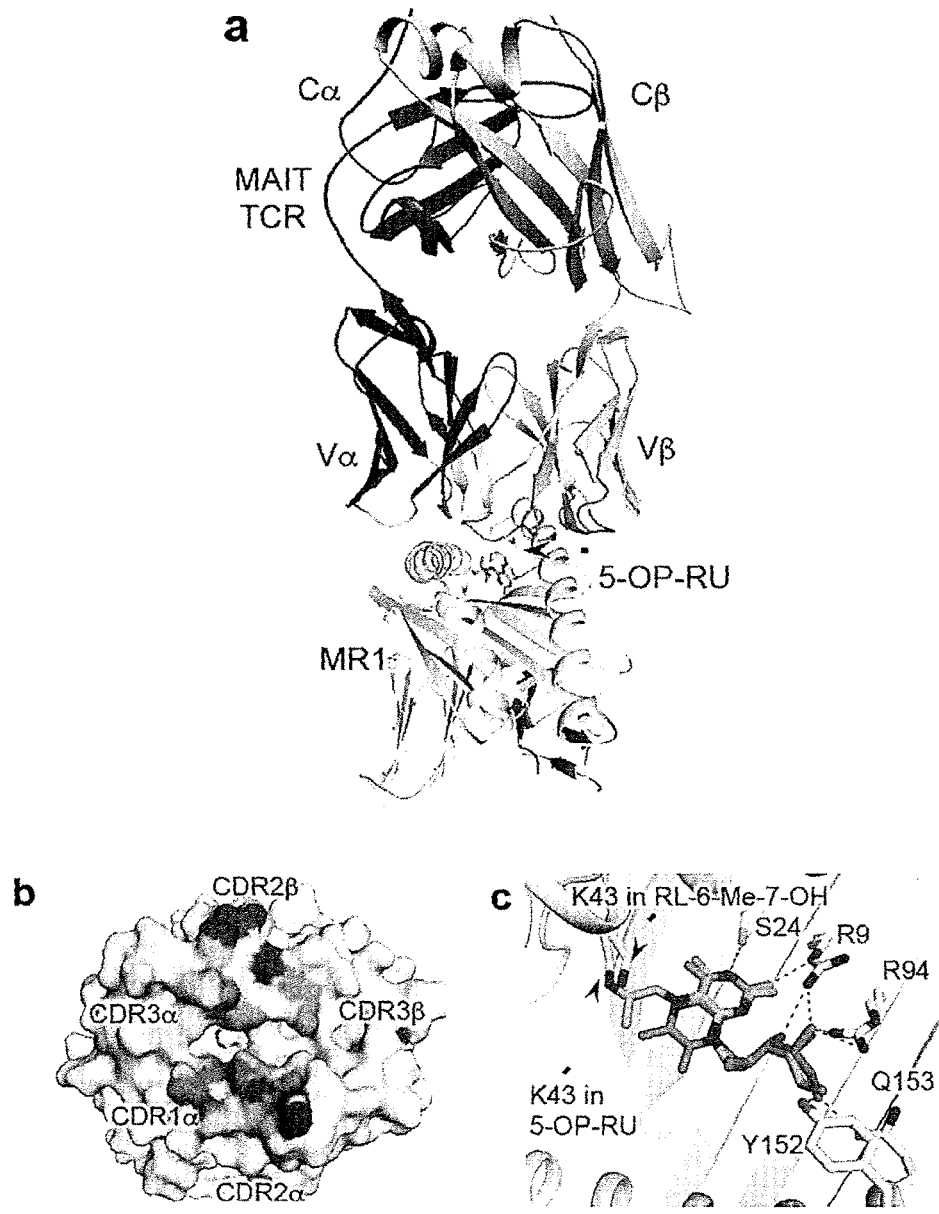 a
Cα
Cβ
MAIT
TCR
Vα
Vβ
5-OP-RU
MR1
b
CDR2β
CDR3α
CDR3β
CDR1α
CDR2α
c
K43 in RL-6-Me-7-OH
S24
R9
R94
Q153
K43 in
5-OP-RU
Y152